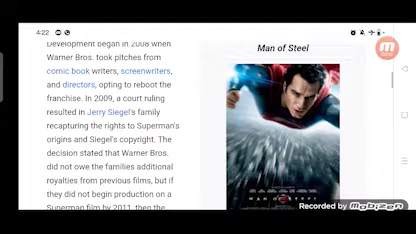 4:22
Development began in 2008 when
Warner Bros. took pitches from
comic book writers, screenwriters,
and directors, opting to reboot the
franchise. In 2009, a court ruling
resulted in Jerry Siegel's family
recapturing the rights to Superman's
origins and Siegel's copyright. The
decision stated that Warner Bros.
did not owe the families additional
royalties from previous films, but if
they did not begin production on a
Superman film by 2011, then the
Man of Steel
MAN OF STEEL
Recorded by mobizen